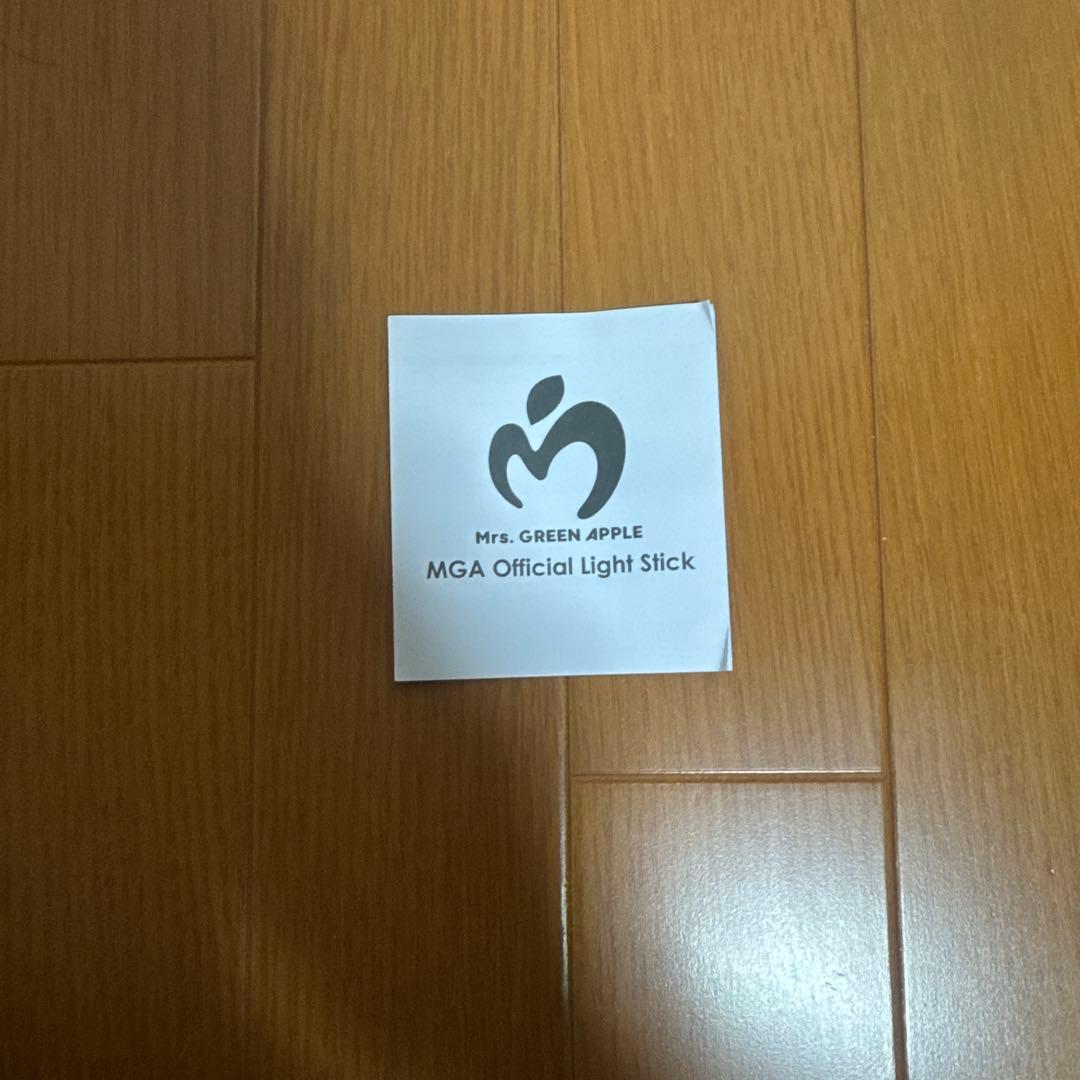 Mrs. GREEN APPLE
MGA Official Light Stick